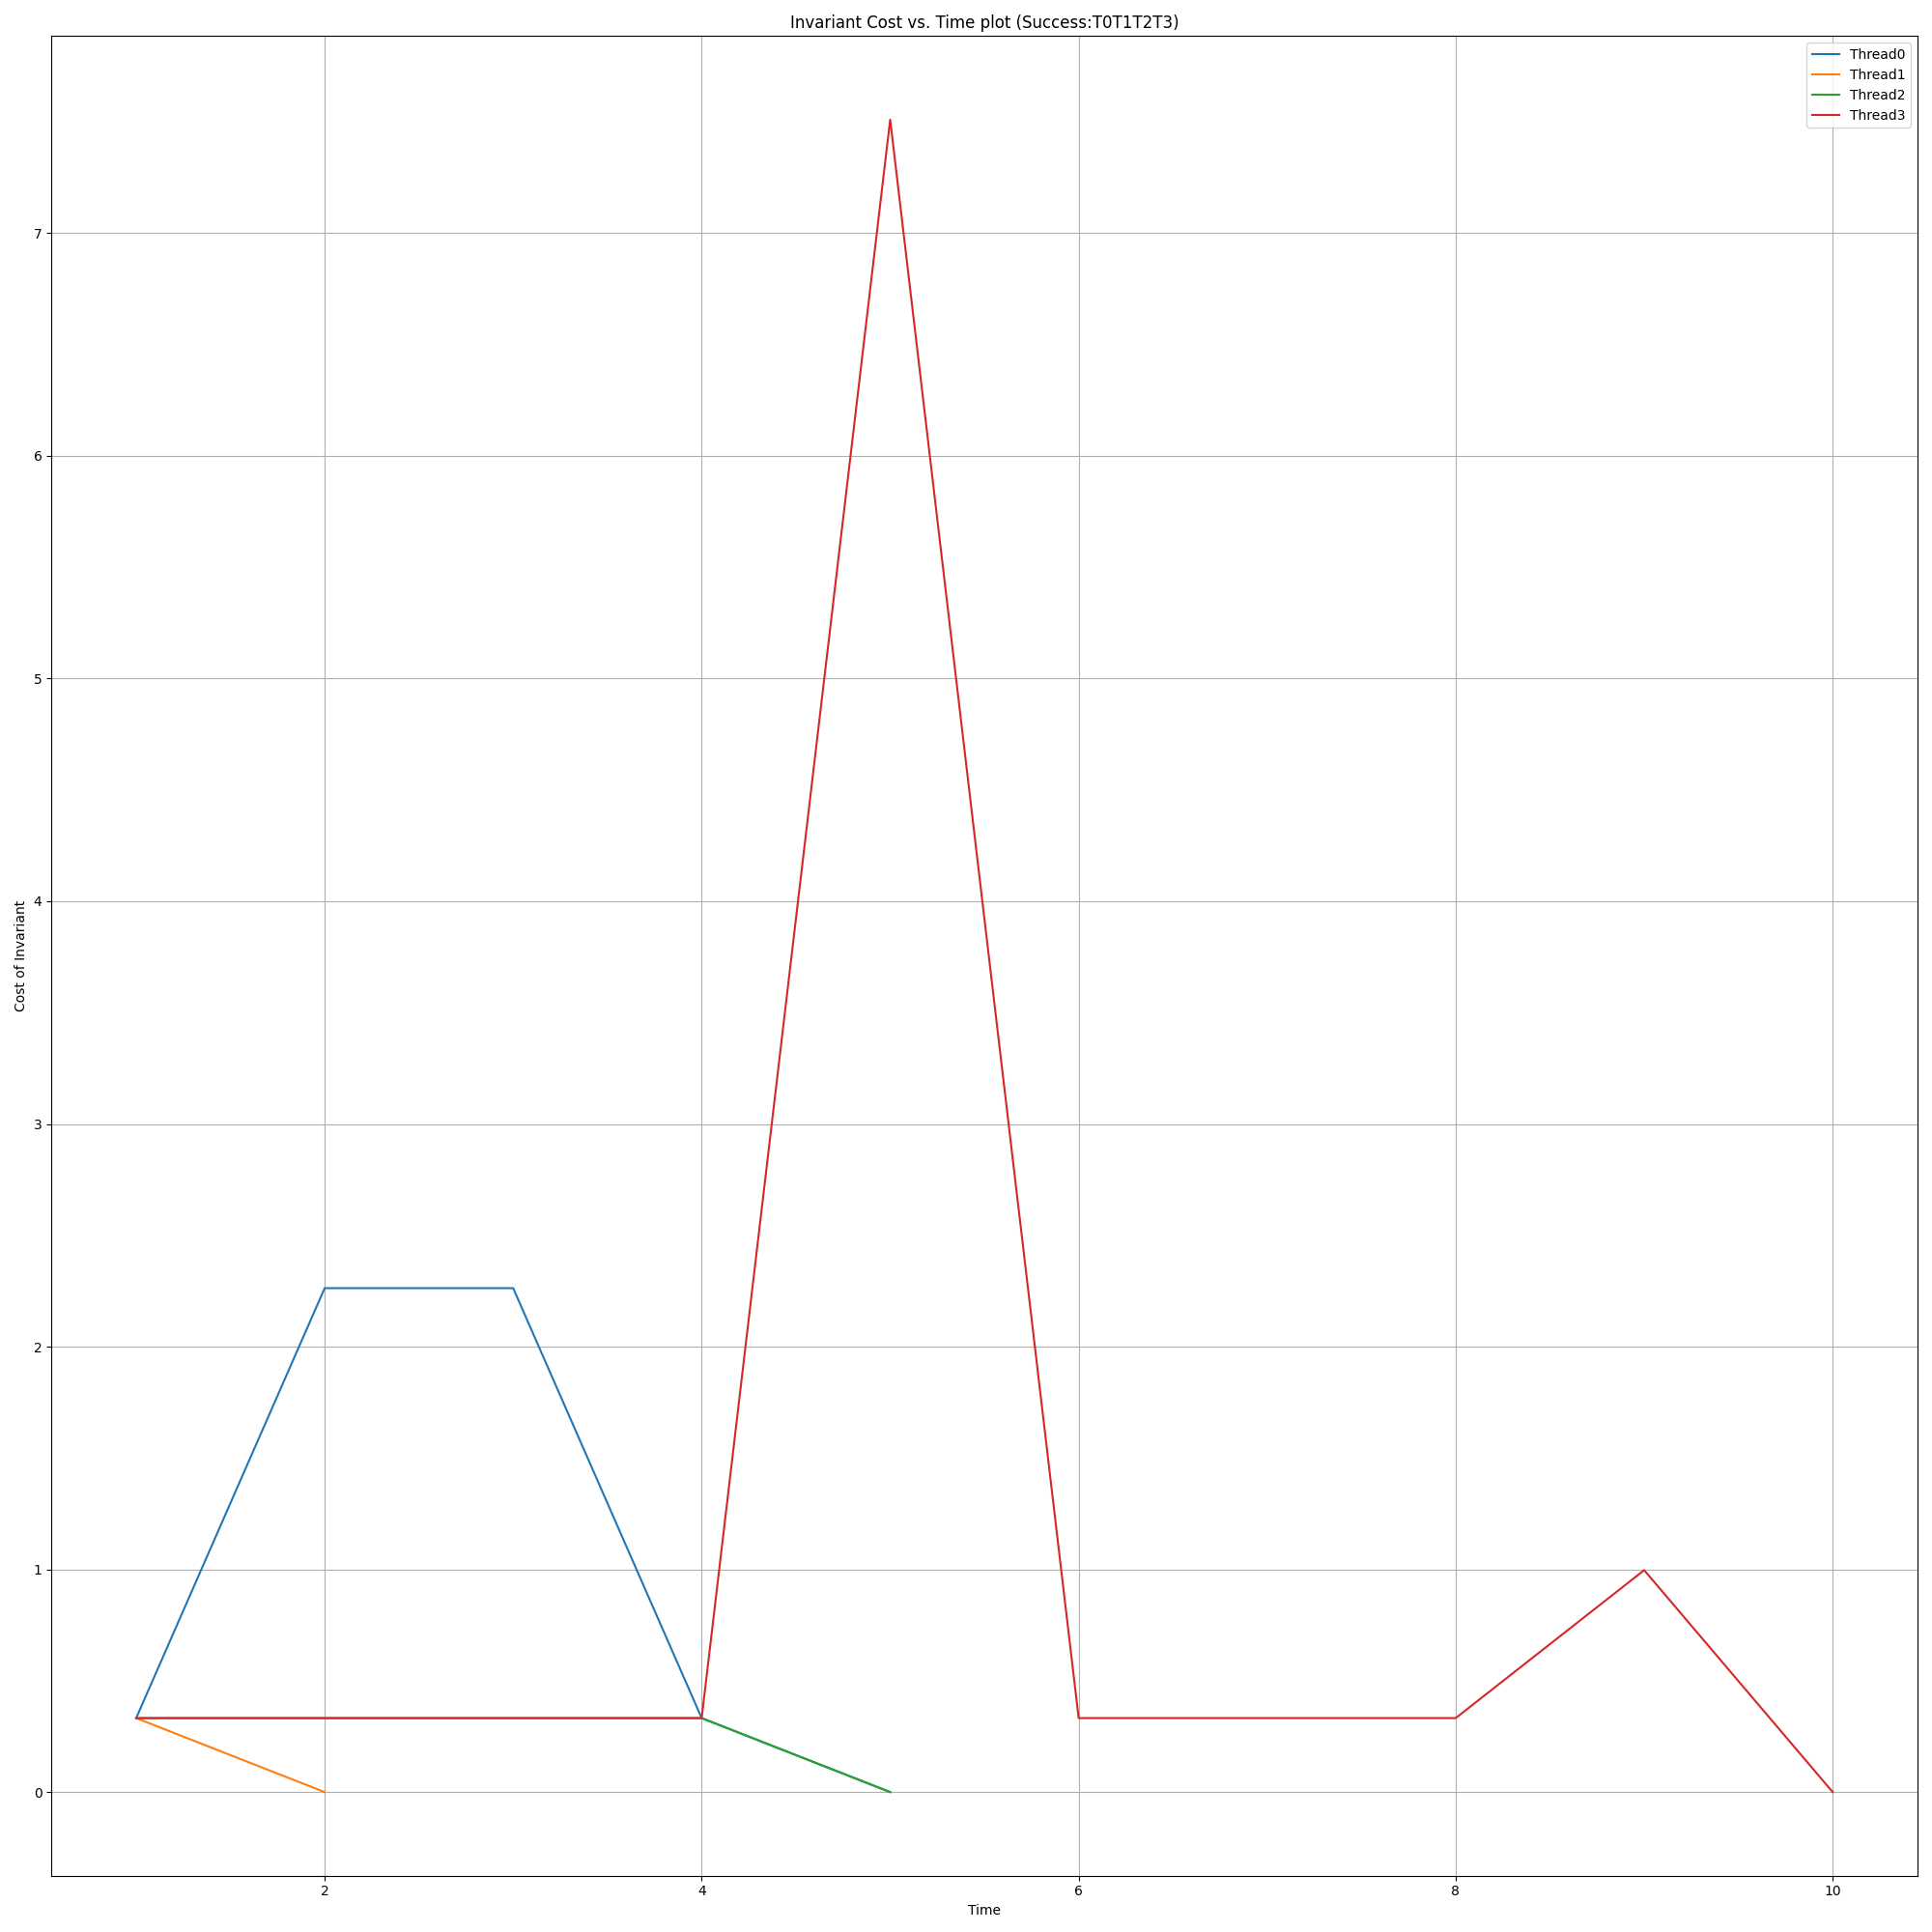 Invariant Cost vs. Time plot (Success:T0T1T2T3)
Thread0
Thread1
Thread2
Thread3
7
6
5
4
3
2
1
0
Cost of Invariant
2 4 6 8 10
Time